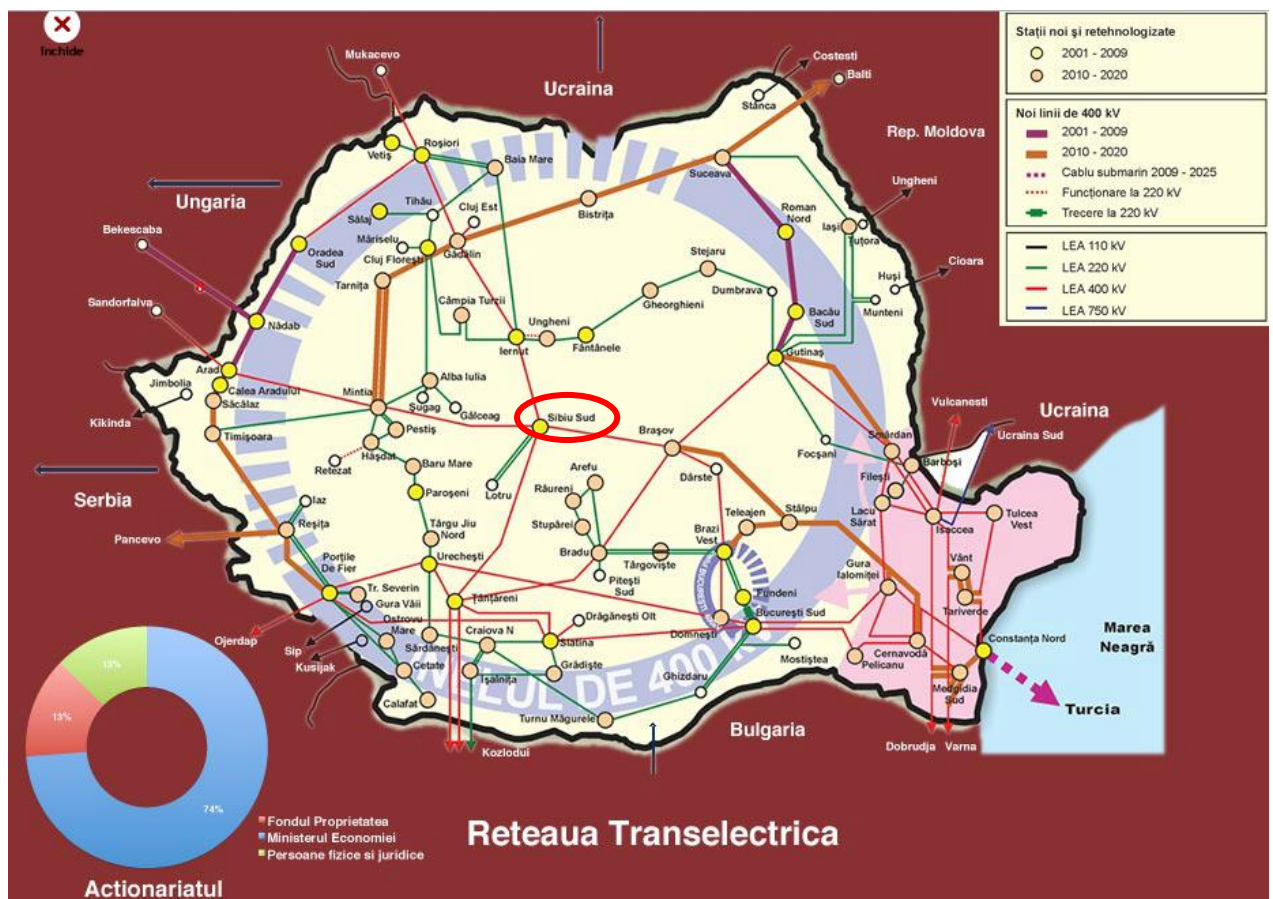 închide
Mukacevo
Ucraina
Costesti
Balti
Stânca
Rep. Moldova
Stații noi și retehnologizate
2001 - 2009
2010 - 2020
Noi linii de 400 kV
2001 - 2009
2010 - 2020
Cablu submarin 2009 - 2025
Funcționare la 220 kV
Trecere la 220 kV
LEA 110 kV
LEA 220 kV
LEA 400 kV
LEA 750 kV
Vetiș
Roșiori
Baia Mare
Suceava
Ungheni
Ungaria
Tihău
Cluj Est
Bistrița
Roman
Nord
Iași
Țuțora
Sălaj
Mărișelu
Cluj Florești
Gădălin
Bekescaba
Oradea
Sud
Stejaru
Huși
Cioara
Tarnița
Dumbrava
Gheorghieni
Munteni
Sandorfalva
Câmpia Turzii
Ungheni
Bacău
Sud
Nădab
Iernut
Fântânele
Gutinaș
Arad
Jimbolia
Calea Aradului
Săcălaz
Mintia
Alba Iulia
Șugag
Gâlceag
Sibiu Sud
Vulcanesti
Ucraina
Kikinda
Timișoara
Pestiș
Hășdat
Brașov
Smârdan
Ucraina Sud
Retezat
Baru Mare
Focșani
Barboși
Serbia
Paroșeni
Lotru
Arefu
Dârste
Filești
Iaz
Râureni
Lacu
Sărat
Reșița
Târgu Jiu
Nord
Stupărei
Teleajen
Stâlpu
Isaccea
Tulcea
Vest
Pancevo
Brazi
Vest
Porțile
De Fier
Urechești
Bradu
Târgoviște
Gura
Ialomiței
Vânt
Tr. Severin
Pitești
Sud
Fundeni
Tariverde
Gura Văii
Țânțăreni
București Sud
Ostrovu
Mare
Drăgănești Olt
Craiova N
Slatina
Domnești
Constanța Nord
Marea
Neagră
Ojerdap
Sip
Kusijak
Sărdănești
Cernavodă
Pelicanu
Mostiștea
Cetate
Grădiște
Ișalnița
INELUL DE 400 KV
Ghizdaru
Medgidia
Sud
Calafat
Turnu Măgurele
Bulgaria
Turcia
Kozlodui
Dobrudja
Varna
13%
13%
74%
Fondul Proprietatea
Ministerul Economiei
Persoane fizice si juridice
Reteaua Transelectrica
Actionariatul